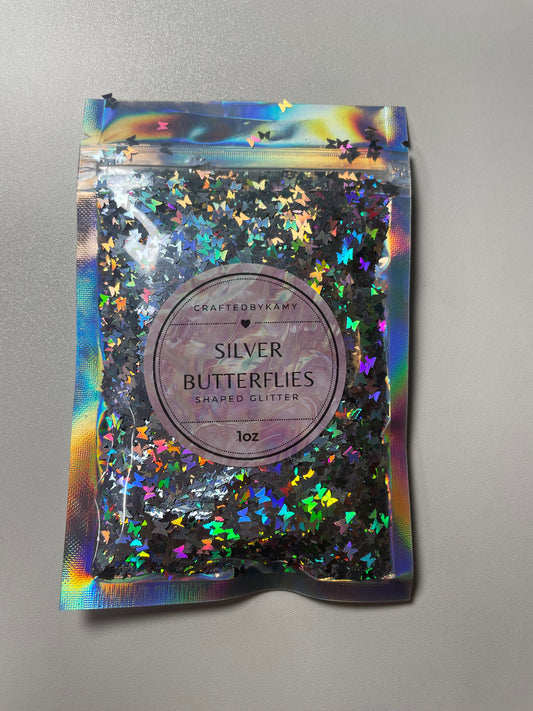 CRAFTEDBYKAMY
SILVER
BUTTERFLIES
SHAPED GLITTER
1oz